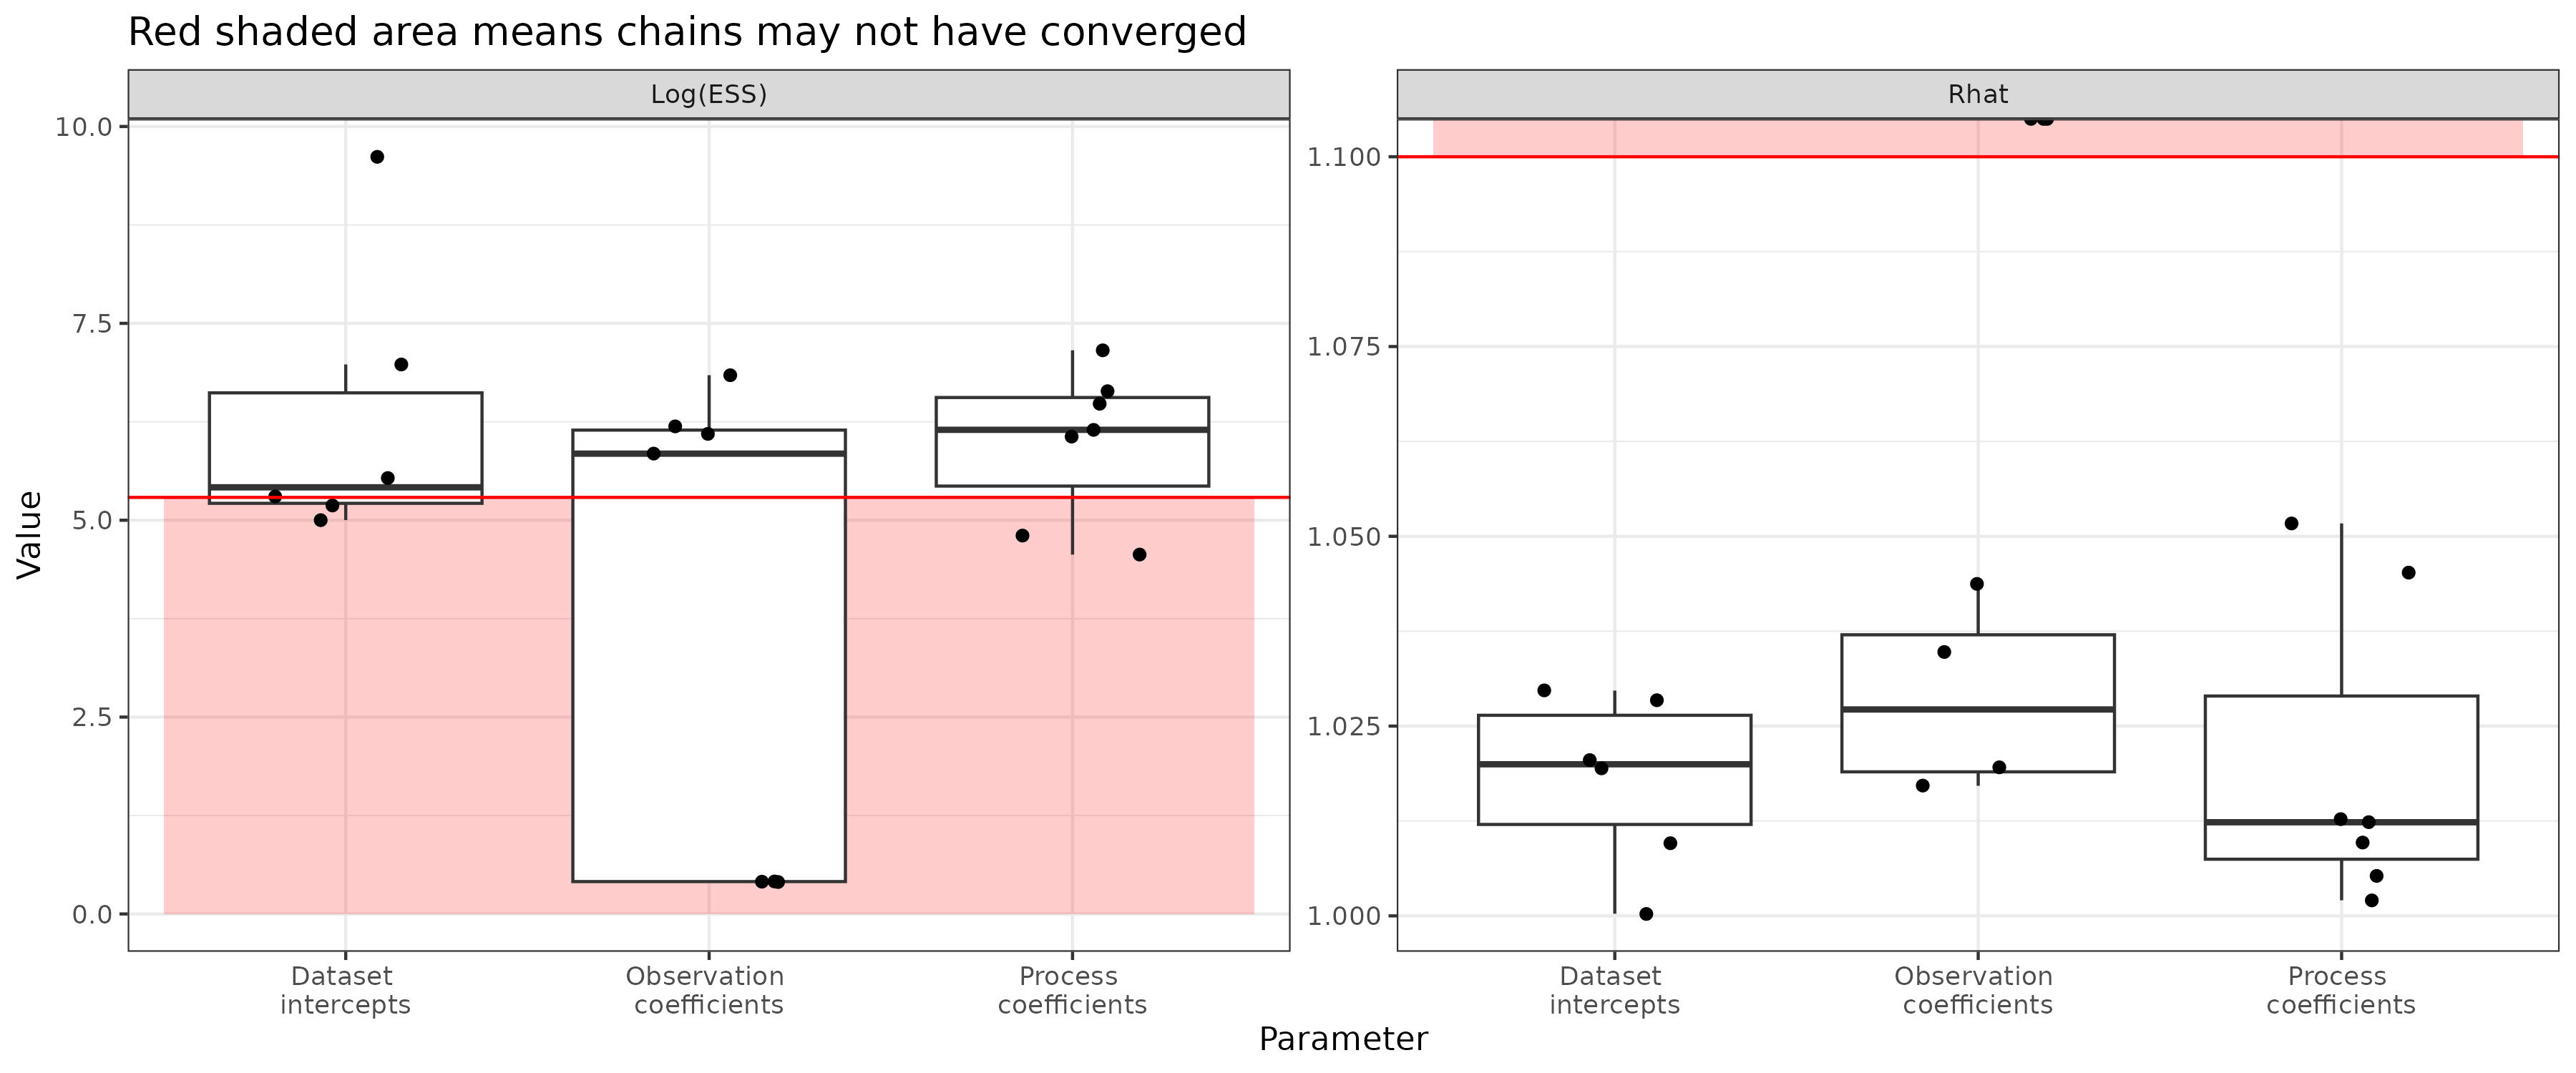 Red shaded area means chains may not have converged
Log(ESS)
Rhat
Value
10.0
7.5
5.0
2.5
0.0
1.100
1.075
1.050
1.025
1.000
Dataset
intercepts
Observation
coefficients
Process
coefficients
Dataset
intercepts
Observation
coefficients
Process
coefficients
Parameter